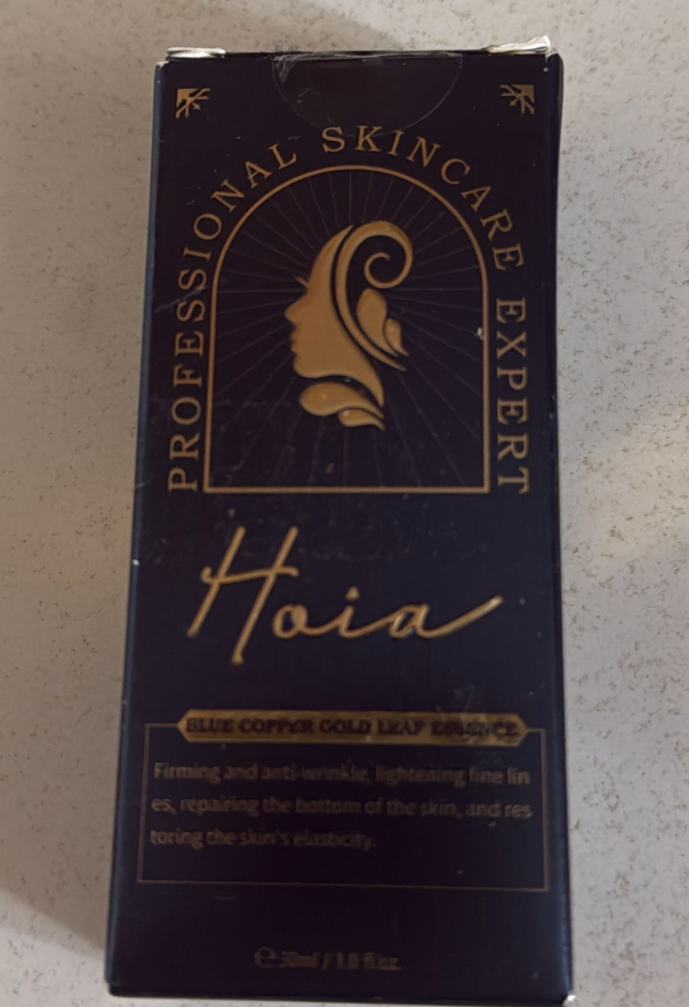 PROFESSIONAL SKINCARE EXPERT
Hoia
BLUE COPPER GOLD LEAF ESSENCE
Firming and anti-wrinkle, lightening fine lin
es, repairing the bottom of the skin, and res
toring the skin's elasticity.
℮30ml / 1.0 fl.oz